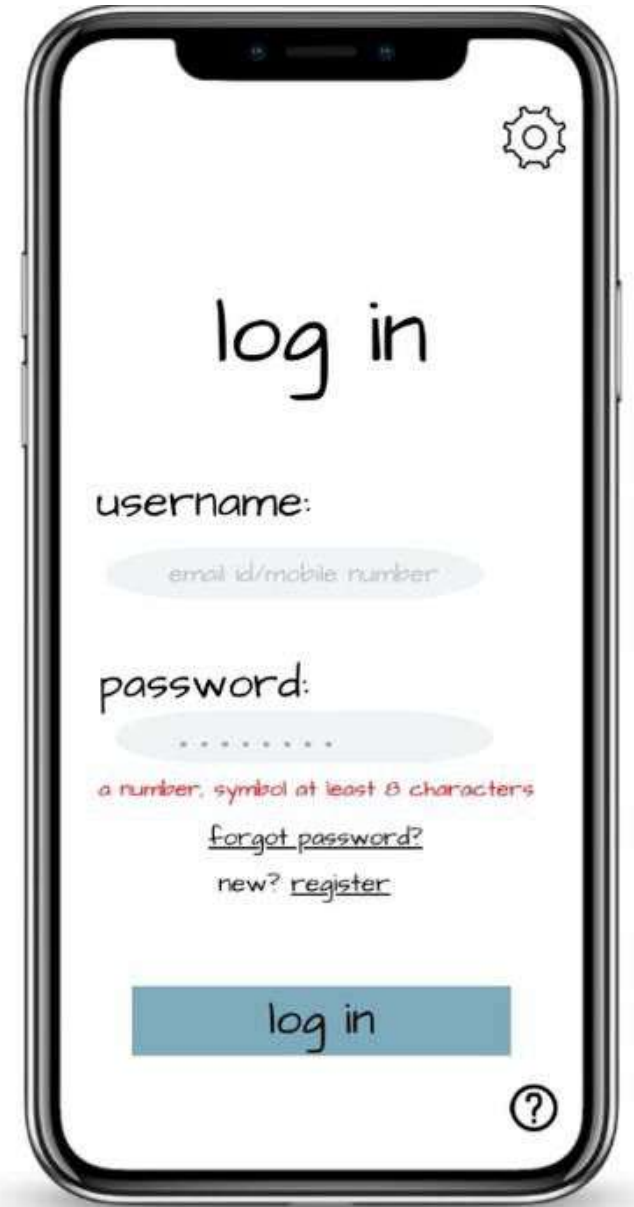 log in
username:
email id/mobile number
password:
a number, symbol at least 8 characters
forgot password?
new? register
log in
?